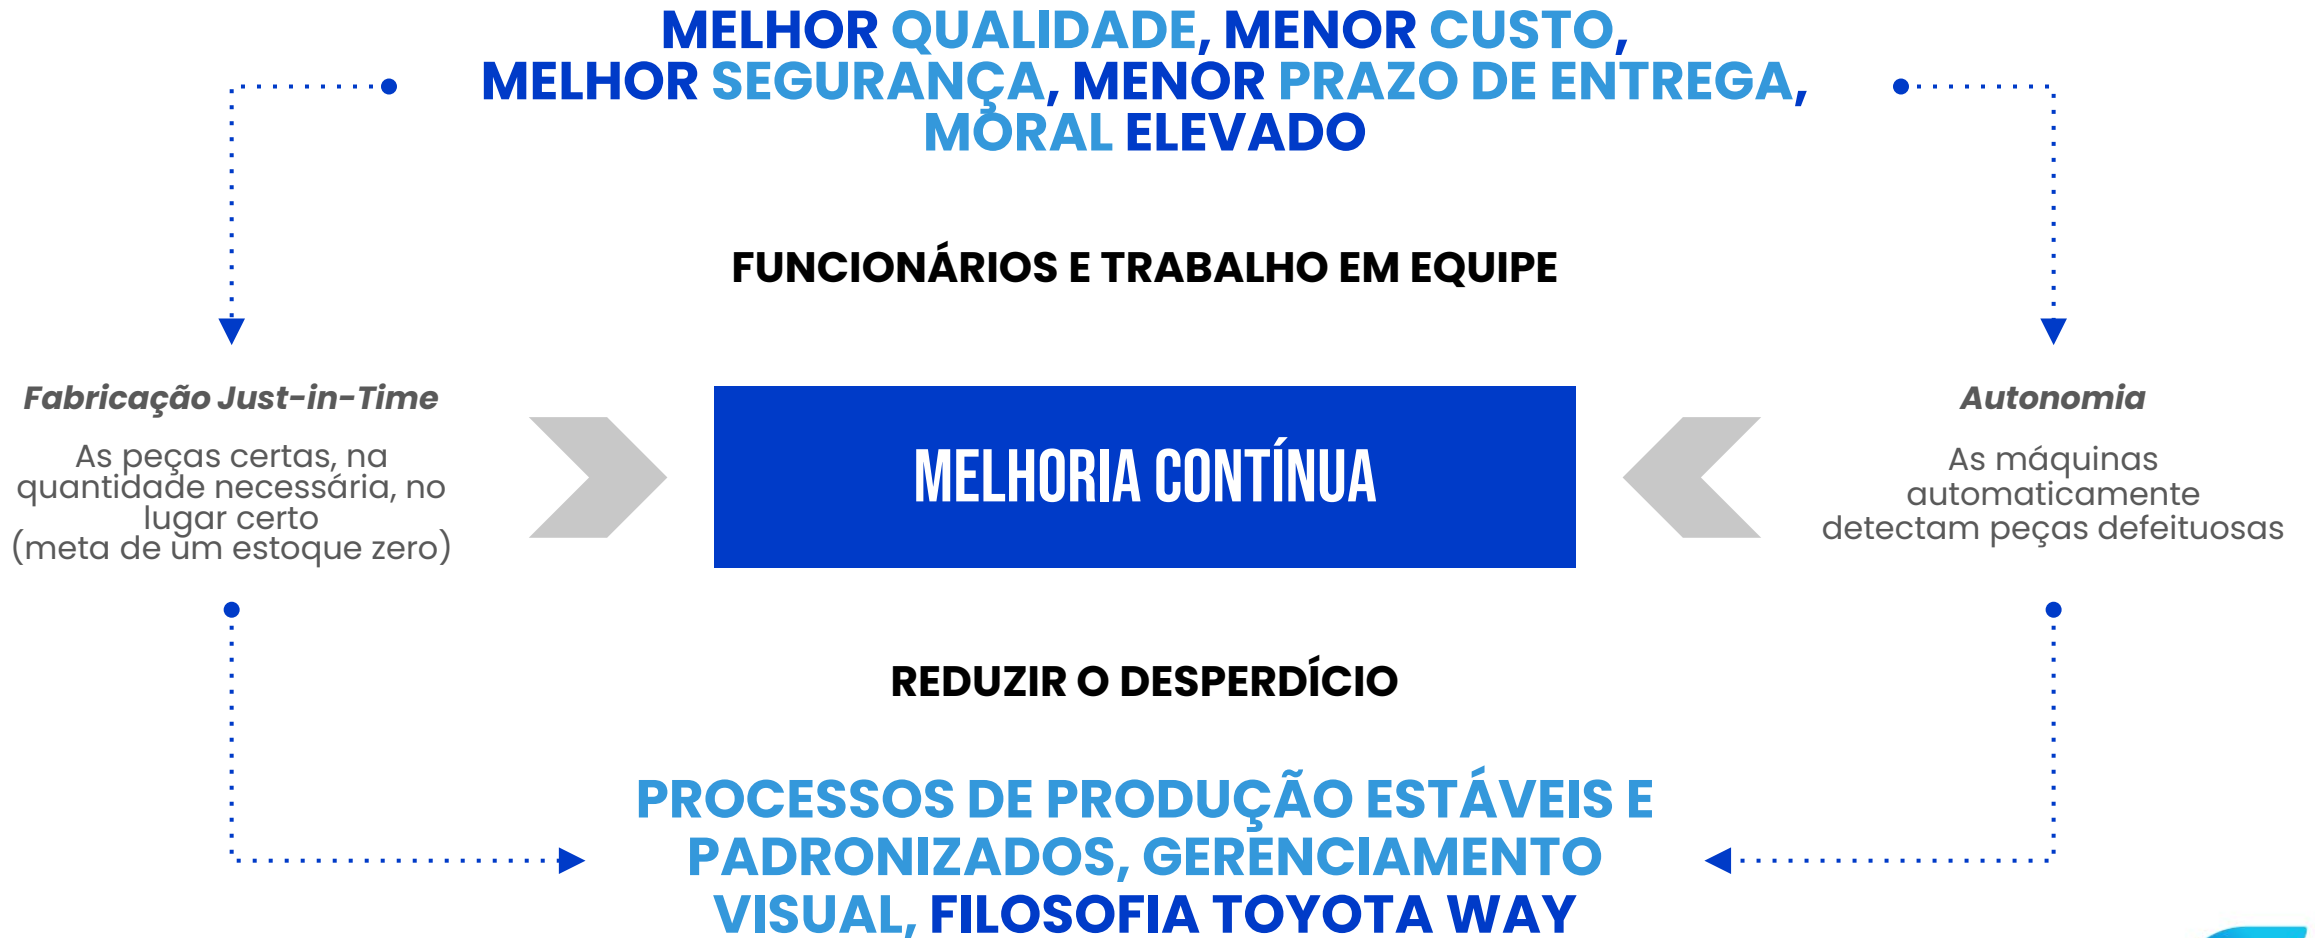 MELHOR QUALIDADE, MENOR CUSTO,
MELHOR SEGURANÇA, MENOR PRAZO DE ENTREGA,
MORAL ELEVADO
FUNCIONÁRIOS E TRABALHO EM EQUIPE
Fabricação Just-in-Time
As peças certas, na
quantidade necessária, no
lugar certo
(meta de um estoque zero)
MELHORIA CONTÍNUA
Autonomia
As máquinas
automaticamente
detectam peças defeituosas
REDUZIR O DESPERDÍCIO
PROCESSOS DE PRODUÇÃO ESTÁVEIS E
PADRONIZADOS, GERENCIAMENTO
VISUAL, FILOSOFIA TOYOTA WAY